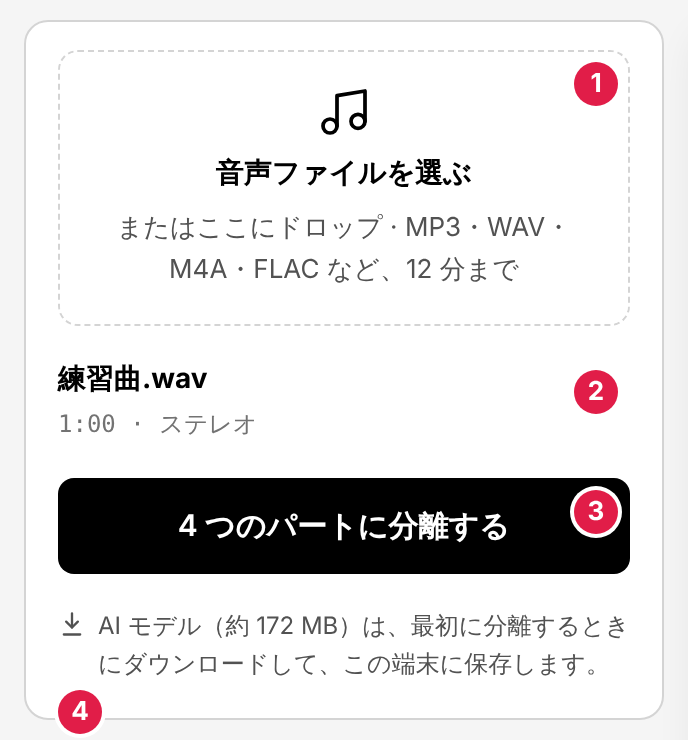 1
音声ファイルを選ぶ
またはここにドロップ · MP3・WAV・
M4A・FLAC など、12 分まで
練習曲.wav
2
1:00 · ステレオ
4 つのパートに分離する
3
AI モデル（約 172 MB）は、最初に分離するとき
にダウンロードして、この端末に保存します。
4